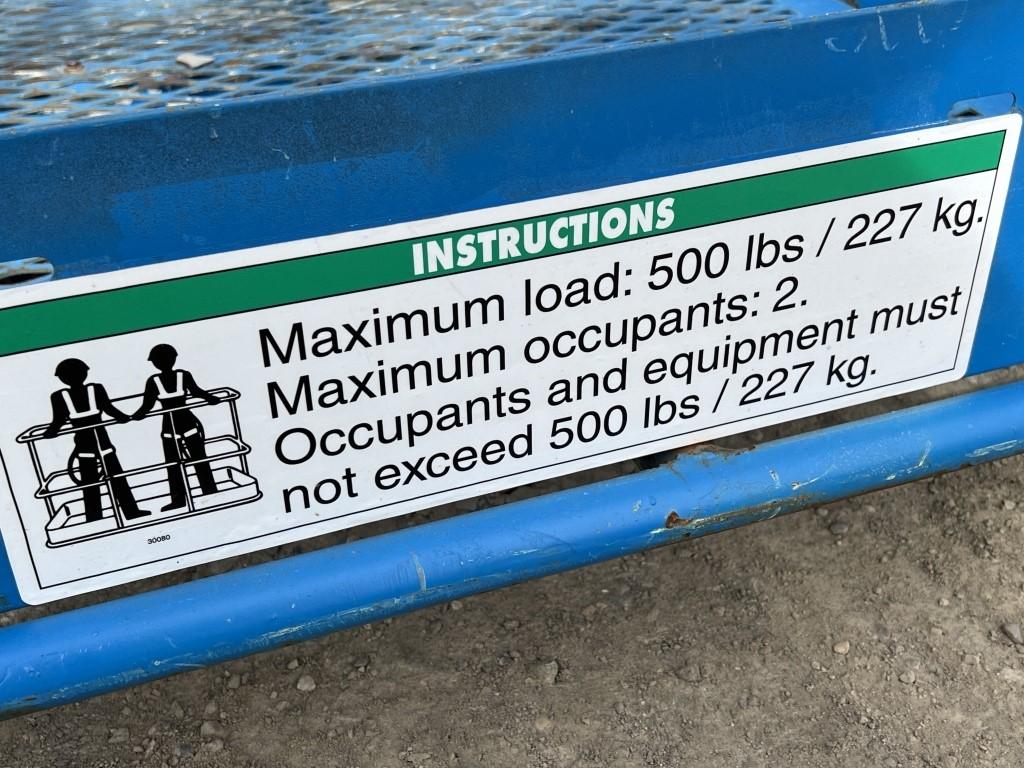 INSTRUCTIONS
Maximum load: 500 lbs / 227 kg.
Maximum occupants: 2.
Occupants and equipment must
not exceed 500 lbs / 227 kg.
30080